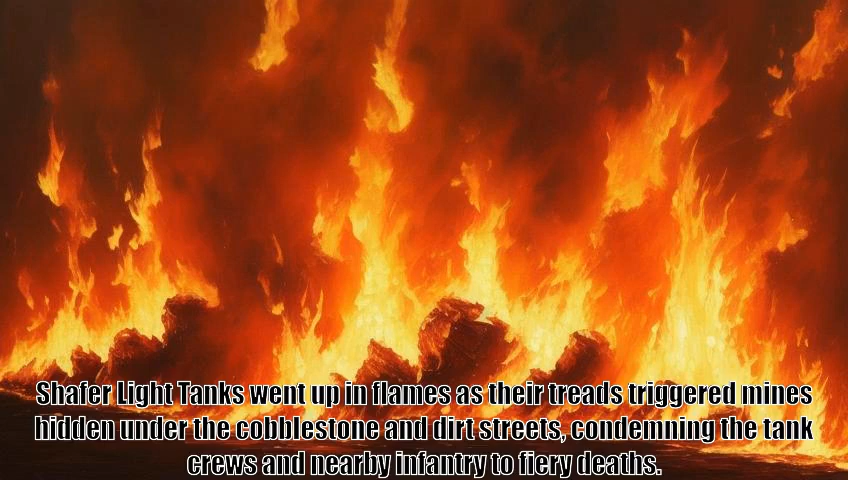 Shafer Light Tanks went up in flames as their treads triggered mines
hidden under the cobblestone and dirt streets, condemning the tank
crews and nearby infantry to fiery deaths.